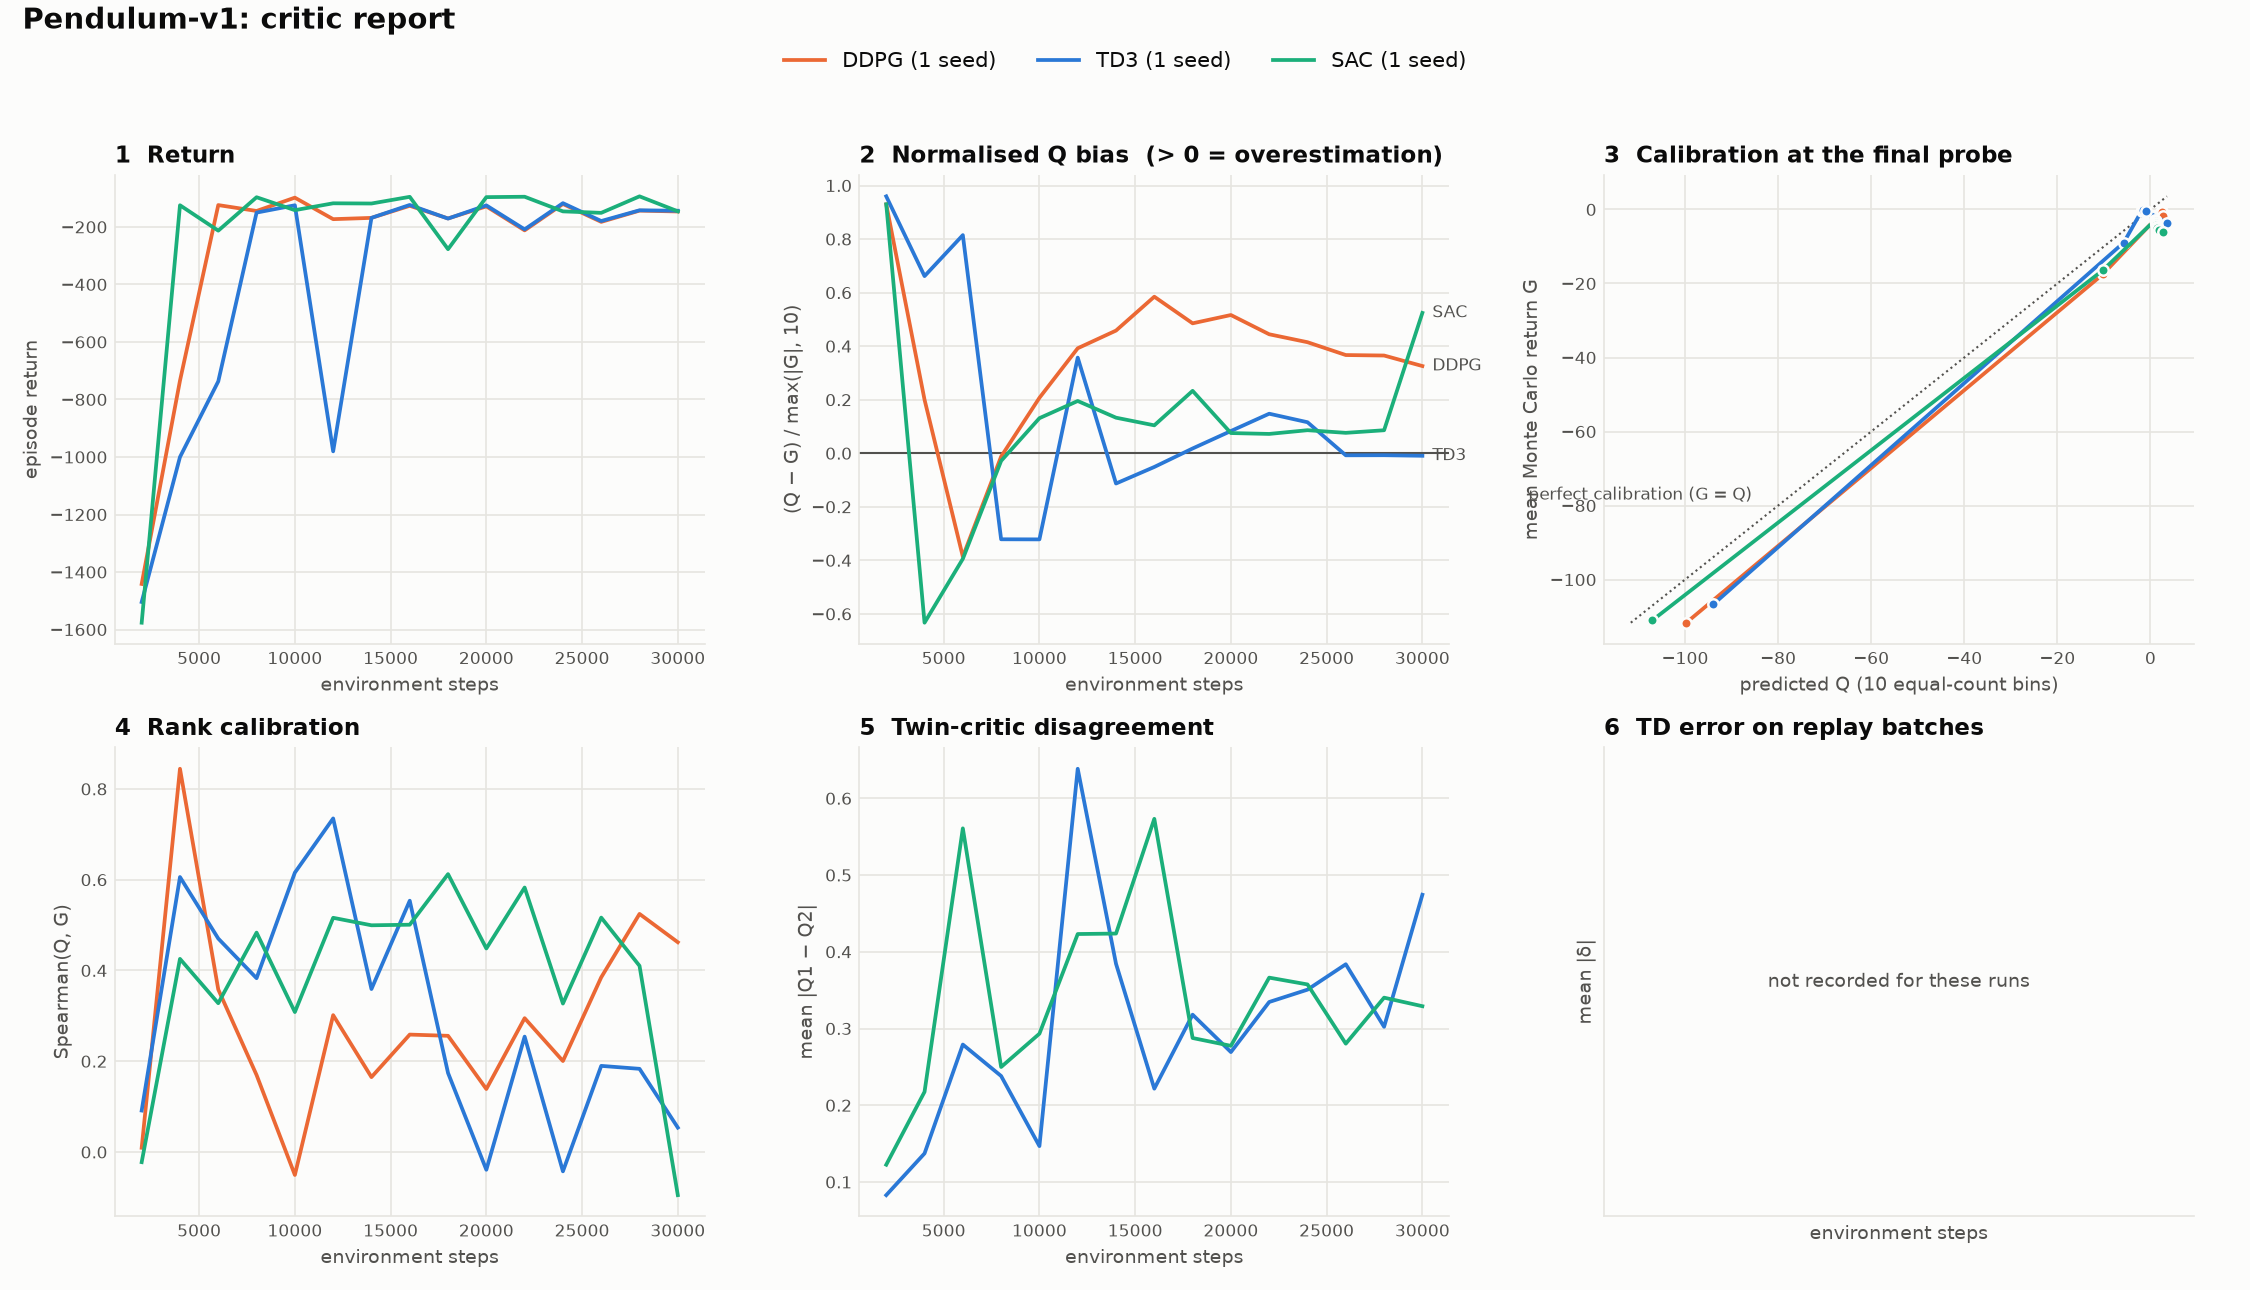 Pendulum-v1: critic report
DDPG (1 seed)
TD3 (1 seed)
SAC (1 seed)
1 Return
−200
−400
−600
−800
−1000
−1200
−1400
−1600
episode return
5000 10000 15000 20000 25000 30000
environment steps
2 Normalised Q bias (> 0 = overestimation)
1.0
0.8
0.6
0.4
0.2
0.0
−0.2
−0.4
−0.6
(Q − G) / max(|G|, 10)
SAC
DDPG
TD3
5000 10000 15000 20000 25000 30000
environment steps
3 Calibration at the final probe
0
−20
−40
−60
−80
−100
mean Monte Carlo return G
perfect calibration (G = Q)
−100 −80 −60 −40 −20 0
predicted Q (10 equal-count bins)
4 Rank calibration
0.8
0.6
0.4
0.2
0.0
Spearman(Q, G)
5000 10000 15000 20000 25000 30000
environment steps
5 Twin-critic disagreement
0.6
0.5
0.4
0.3
0.2
0.1
mean |Q1 − Q2|
5000 10000 15000 20000 25000 30000
environment steps
6 TD error on replay batches
mean |δ|
not recorded for these runs
environment steps